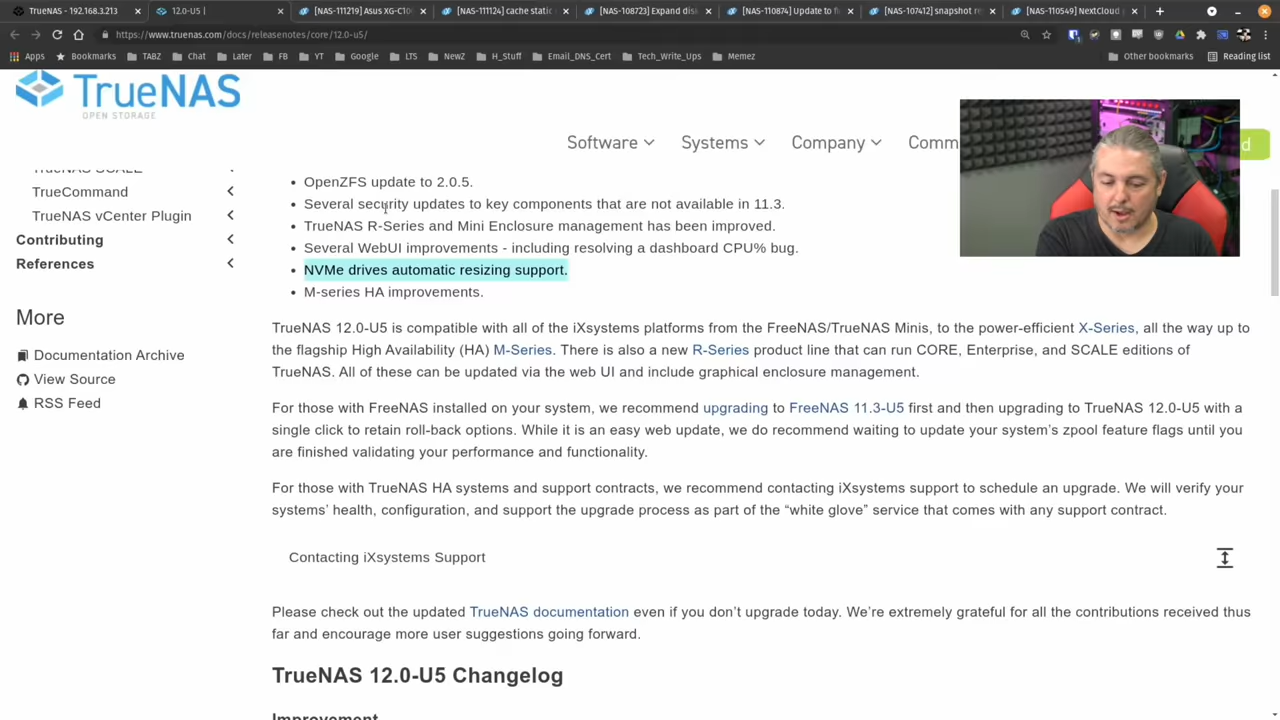 TrueNAS - 192.168.3.213
12.0-U5 |
[NAS-111219] Asus XG-C10
[NAS-111124] cache static
[NAS-108723] Expand disk
[NAS-110874] Update to f
[NAS-107412] snapshot re
[NAS-110549] NextCloud p
https://www.truenas.com/docs/releasenotes/core/12.0-u5/
Apps
Bookmarks
TABZ
Chat
Later
FB
YT
Google
LTS
NewZ
H_Stuff
Email_DNS_Cert
Tech_Write_Ups
Memez
Other bookmarks
Reading list
TrueNAS
OPEN STORAGE
Software
Systems
Company
Comm
d
TrueNAS SCALE
TrueCommand
TrueNAS vCenter Plugin
Contributing
References
More
Documentation Archive
View Source
RSS Feed
• OpenZFS update to 2.0.5.
• Several security updates to key components that are not available in 11.3.
• TrueNAS R-Series and Mini Enclosure management has been improved.
• Several WebUI improvements - including resolving a dashboard CPU% bug.
• NVMe drives automatic resizing support.
• M-series HA improvements.
TrueNAS 12.0-U5 is compatible with all of the iXsystems platforms from the FreeNAS/TrueNAS Minis, to the power-efficient X-Series, all the way up to
the flagship High Availability (HA) M-Series. There is also a new R-Series product line that can run CORE, Enterprise, and SCALE editions of
TrueNAS. All of these can be updated via the web UI and include graphical enclosure management.
For those with FreeNAS installed on your system, we recommend upgrading to FreeNAS 11.3-U5 first and then upgrading to TrueNAS 12.0-U5 with a
single click to retain roll-back options. While it is an easy web update, we do recommend waiting to update your system's zpool feature flags until you
are finished validating your performance and functionality.
For those with TrueNAS HA systems and support contracts, we recommend contacting iXsystems support to schedule an upgrade. We will verify your
systems' health, configuration, and support the upgrade process as part of the “white glove” service that comes with any support contract.
Contacting iXsystems Support
Please check out the updated TrueNAS documentation even if you don't upgrade today. We're extremely grateful for all the contributions received thus
far and encourage more user suggestions going forward.
TrueNAS 12.0-U5 Changelog
Improvement